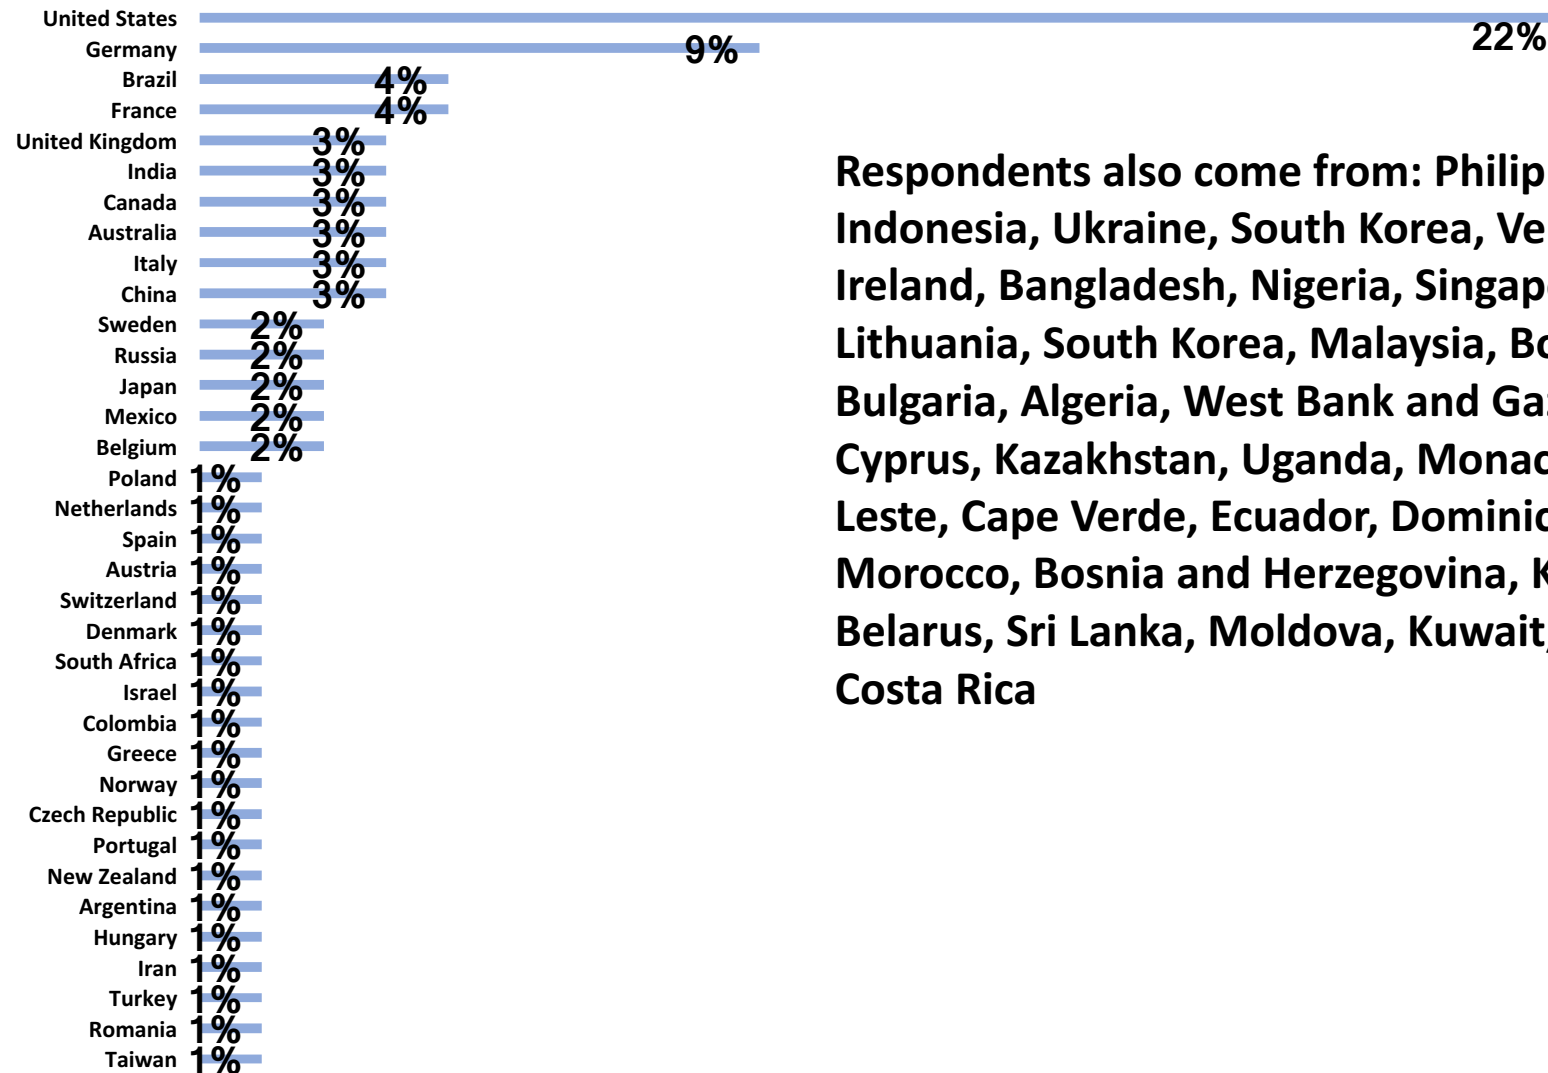 United States 22%
Germany 9%
Brazil 4%
France 4%
United Kingdom 3%
India 3%
Canada 3%
Australia 3%
Italy 3%
China 3%
Sweden 2%
Russia 2%
Japan 2%
Mexico 2%
Belgium 2%
Poland 1%
Netherlands 1%
Spain 1%
Austria 1%
Switzerland 1%
Denmark 1%
South Africa 1%
Israel 1%
Colombia 1%
Greece 1%
Norway 1%
Czech Republic 1%
Portugal 1%
New Zealand 1%
Argentina 1%
Hungary 1%
Iran 1%
Turkey 1%
Romania 1%
Taiwan 1%
Respondents also come from:
Indonesia, Ukraine, South Korea,
Ireland, Bangladesh, Nigeria,
Lithuania, South Korea, Malaysia,
Bulgaria, Algeria, West Bank and
Cyprus, Kazakhstan, Uganda,
Leste, Cape Verde, Ecuador,
Morocco, Bosnia and Herzegovina,
Belarus, Sri Lanka, Moldova, Kuwait,
Costa Rica